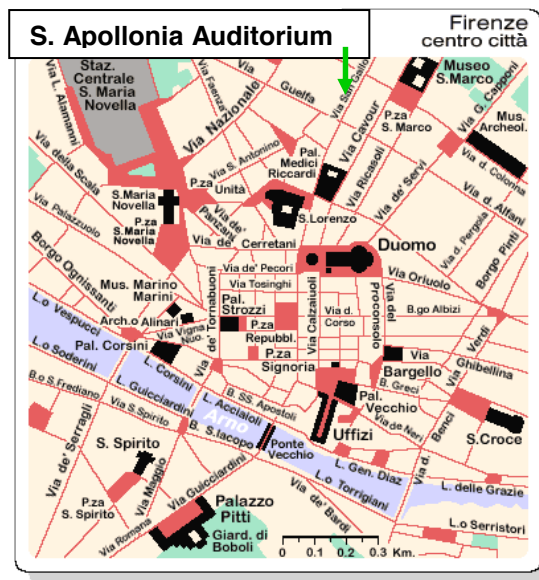 S. Apollonia Auditorium
Firenze
centro città
Staz.
Centrale
S. Maria
Novella
Via L. Alamanni
Via Faenza
Via Nazionale
Via
Guelfa
Via San Gallo
Via Cavour
Museo
S.Marco
P.za
S. Marco
Via G. Capponi
Mus.
Archeol.
Via della Scala
Via S. Antonino
Pal.
Medici
Riccardi
Via Ricasoli
Via de' Servi
Via d. Colonna
Via d. Alfani
S.Maria
Novella
P.za
Unità
P.za
S.Maria
Novella
Via de'
Panzani
S.Lorenzo
Via Palazzuolo
Via de' Cerretani
Duomo
Via d. Pergola
Borgo Pinti
Borgo Ognissanti
Via de' Pecori
Via Oriuolo
Mus. Marino
Marini
Via de' Tornabuoni
Via Tosinghi
Pal.
Strozzi
Via Calzaiuoli
Via d.
Corso
Via del
Proconsolo
B.go Albizi
L.o Vespucci
Arch.o Alinari
Via Vigna
Nuo.
P.za
Repubbl.
Via Verdi
L.o Soderini
Pal. Corsini
P.za
Signoria
Via
Ghibellina
Bargello
L. Corsini
Via
B. Greci
B.o S. Frediano
L. Guicciardini
B. SS. Apostoli
L. Acciaioli
Pal.
Vecchio
Via de' Neri
Via d. Benci
S.Croce
Via S.Spirito
Arno
B. S.Iacopo
Uffizi
Via de' Serragli
S. Spirito
Ponte
Vecchio
L. Gen. Diaz
L. delle Grazie
Via Maggio
Via Guicciardini
L.o Torrigiani
P.za
S. Spirito
Via de' Bardi
L.o Serristori
Palazzo
Pitti
Via Romana
Giard. di
Boboli
0 0.1 0.2 0.3 Km.